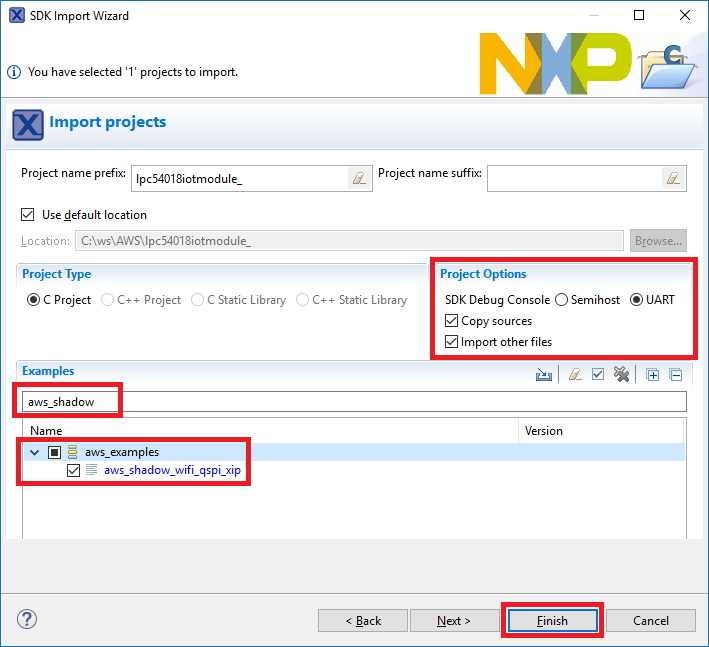 SDK Import Wizard
You have selected '1' projects to import.
NXP
C
Import projects
Project name prefix: lpc54018iotmodule_ Project name suffix:
Use default location
Location: C:\ws\AWS\lpc54018iotmodule_ Browse...
Project Type
C Project C++ Project C Static Library C++ Static Library
Project Options
SDK Debug Console Semihost UART
Copy sources
Import other files
Examples
aws_shadow
Name Version
aws_examples
aws_shadow_wifi_qspi_xip
? < Back Next > Finish Cancel